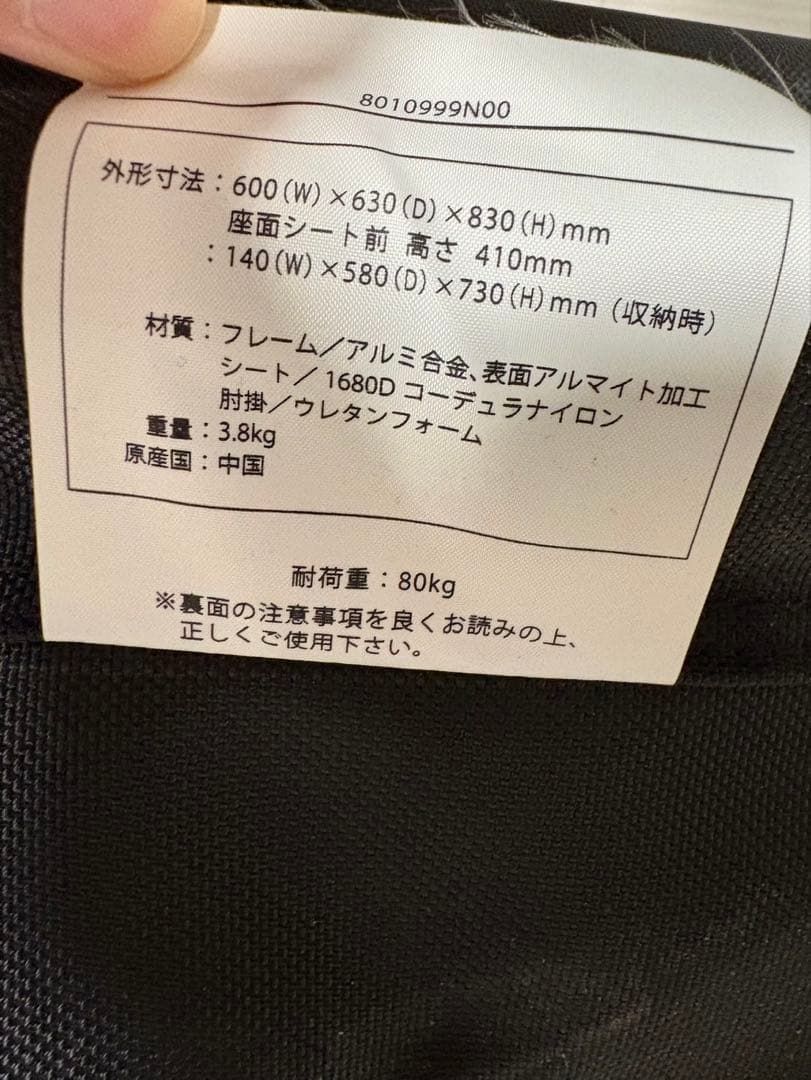 8010999N00
外形寸法：600(W)×630(D)×830(H)mm
座面シート前 高さ 410mm
：140(W)×580(D)×730(H)mm（収納時）
材質：フレーム／アルミ合金、表面アルマイト加工
シート／1680D コーデュラナイロン
肘掛／ウレタンフォーム
重量：3.8kg
原産国：中国
耐荷重：80kg
※裏面の注意事項を良くお読みの上、
正しくご使用下さい。